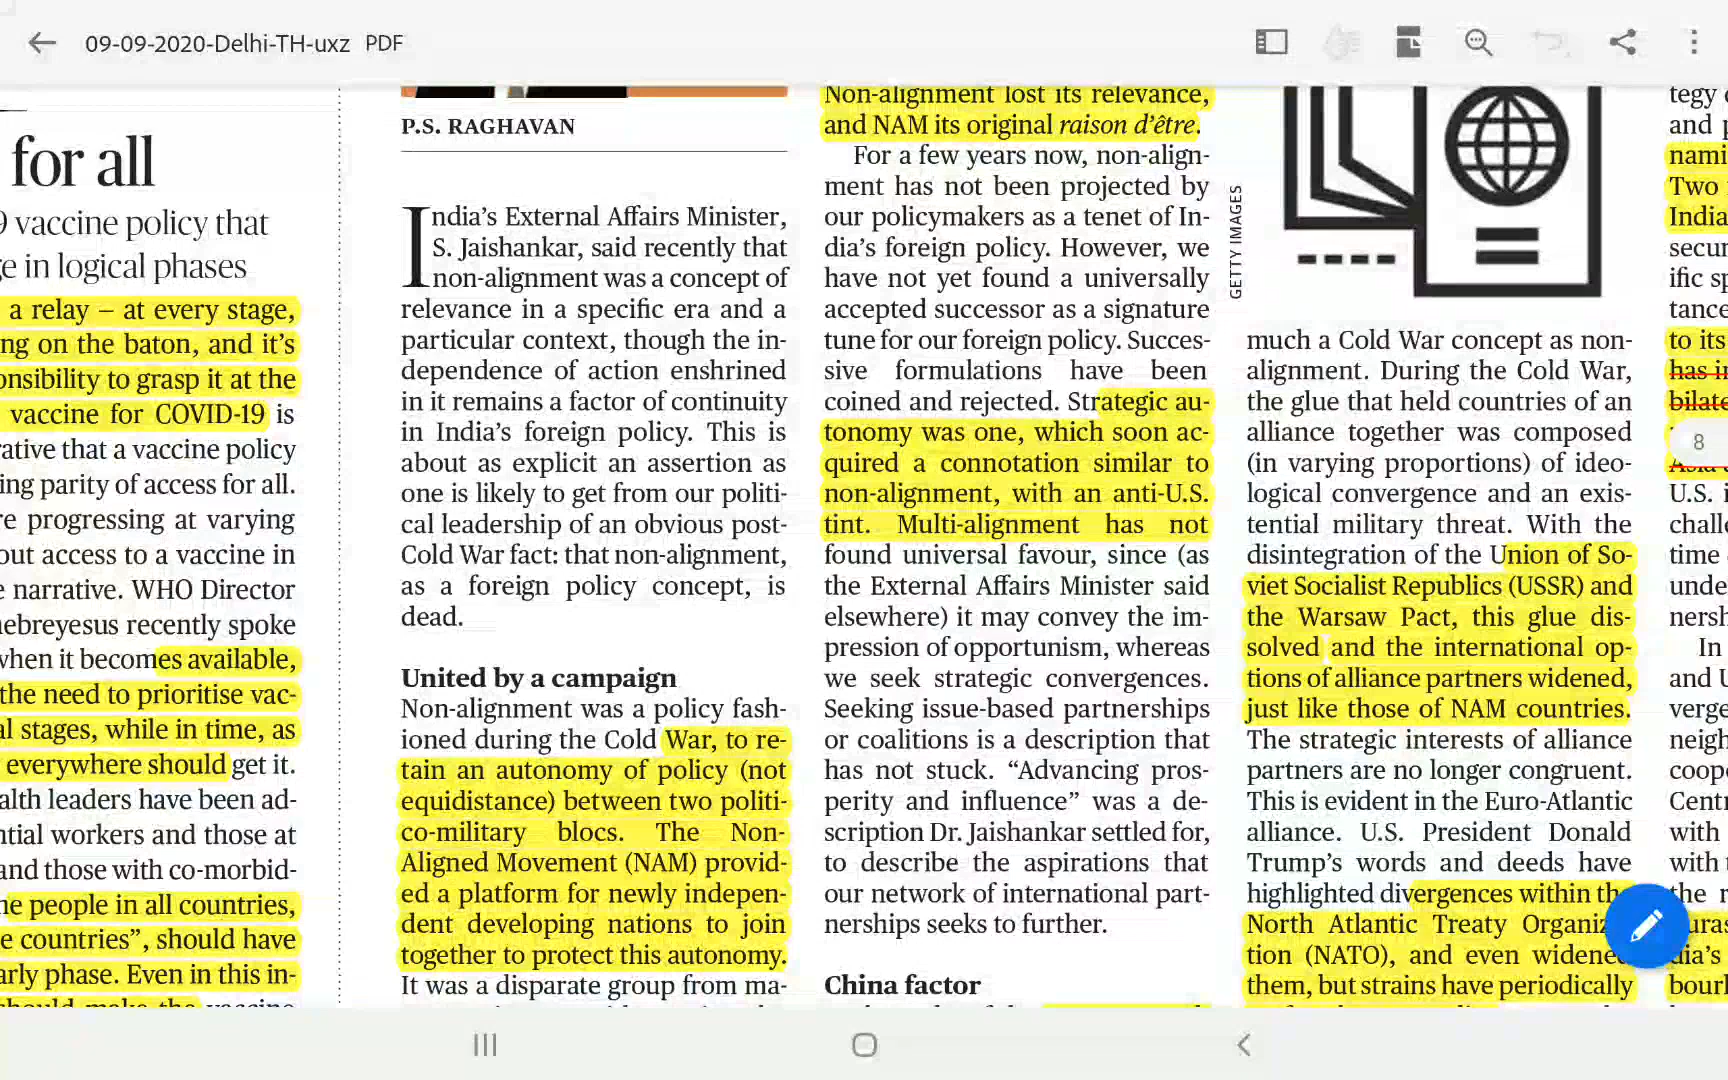 09-09-2020-Delhi-TH-uxz PDF
for all
9 vaccine policy that
e in logical phases
a relay – at every stage,
ng on the baton, and it's
onsibility to grasp it at the
vaccine for COVID-19 is
rative that a vaccine policy
ing parity of access for all.
re progressing at varying
out access to a vaccine in
e narrative. WHO Director
nebreyesus recently spoke
when it becomes available,
the need to prioritise vac-
al stages, while in time, as
everywhere should get it.
alth leaders have been ad-
ntial workers and those at
and those with co-morbid-
ne people in all countries,
e countries", should have
arly phase. Even in this in-
should make the vaccine
P.S. RAGHAVAN
India's External Affairs Minister,
S. Jaishankar, said recently that
non-alignment was a concept of
relevance in a specific era and a
particular context, though the in-
dependence of action enshrined
in it remains a factor of continuity
in India's foreign policy. This is
about as explicit an assertion as
one is likely to get from our politi-
cal leadership of an obvious post-
Cold War fact: that non-alignment,
as a foreign policy concept, is
dead.
United by a campaign
Non-alignment was a policy fash-
ioned during the Cold War, to re-
tain an autonomy of policy (not
equidistance) between two politi-
co-military blocs. The Non-
Aligned Movement (NAM) provid-
ed a platform for newly indepen-
dent developing nations to join
together to protect this autonomy.
It was a disparate group from ma-
Non-alignment lost its relevance,
and NAM its original raison d'être.
For a few years now, non-align-
ment has not been projected by
our policymakers as a tenet of In-
dia's foreign policy. However, we
have not yet found a universally
accepted successor as a signature
tune for our foreign policy. Succes-
sive formulations have been
coined and rejected. Strategic au-
tonomy was one, which soon ac-
quired a connotation similar to
non-alignment, with an anti-U.S.
tint. Multi-alignment has not
found universal favour, since (as
the External Affairs Minister said
elsewhere) it may convey the im-
pression of opportunism, whereas
we seek strategic convergences.
Seeking issue-based partnerships
or coalitions is a description that
has not stuck. "Advancing pros-
perity and influence" was a de-
scription Dr. Jaishankar settled for,
to describe the aspirations that
our network of international part-
nerships seeks to further.
China factor
GETTY IMAGES
much a Cold War concept as non-
alignment. During the Cold War,
the glue that held countries of an
alliance together was composed
(in varying proportions) of ideo-
logical convergence and an exis-
tential military threat. With the
disintegration of the Union of So-
viet Socialist Republics (USSR) and
the Warsaw Pact, this glue dis-
solved and the international op-
tions of alliance partners widened,
just like those of NAM countries.
The strategic interests of alliance
partners are no longer congruent.
This is evident in the Euro-Atlantic
alliance. U.S. President Donald
Trump's words and deeds have
highlighted divergences within the
North Atlantic Treaty Organiza-
tion (NATO), and even widened
them, but strains have periodically
tegy
and p
nami
Two
India
secur
ific sp
tance
to its
has in
bilate
8
Asia
U.S. i
challe
time
unde
nersh
In
and U
verge
neigh
coope
Centr
with
with t
the r
uras
dia's
bourl